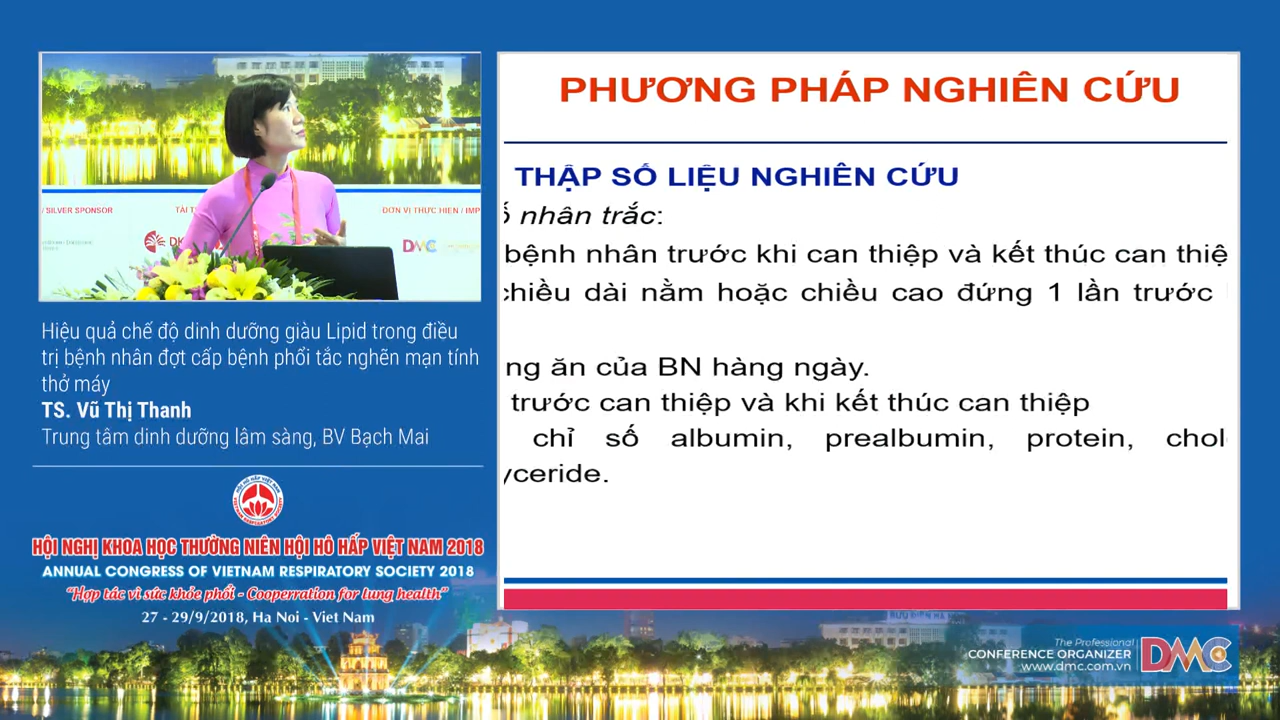 / SILVER SPONSOR
TÀI T
ĐƠN VỊ THỰC HIỆN / IMP
DMC
Hiệu quả chế độ dinh dưỡng giàu Lipid trong điều
trị bệnh nhân đợt cấp bệnh phổi tắc nghẽn mạn tính
thở máy
TS. Vũ Thị Thanh
Trung tâm dinh dưỡng lâm sàng, BV Bạch Mai
HỘI NGHỊ KHOA HỌC THƯỜNG NIÊN HỘI HÔ HẤP VIỆT NAM 2018
ANNUAL CONGRESS OF VIETNAM RESPIRATORY SOCIETY 2018
"Hợp tác vì sức khỏe phổi - Cooperration for lung health"
27 - 29/9/2018, Ha Noi - Viet Nam
PHƯƠNG PHÁP NGHIÊN CỨU
THẬP SỐ LIỆU NGHIÊN CỨU
ố nhân trắc:
bệnh nhân trước khi can thiệp và kết thúc can thiệ
chiều dài nằm hoặc chiều cao đứng 1 lần trước
ng ăn của BN hàng ngày.
trước can thiệp và khi kết thúc can thiệp
chỉ số albumin, prealbumin, protein, chol
yceride.
The Professional
CONFERENCE ORGANIZER
www.dmc.com.vn
DMC